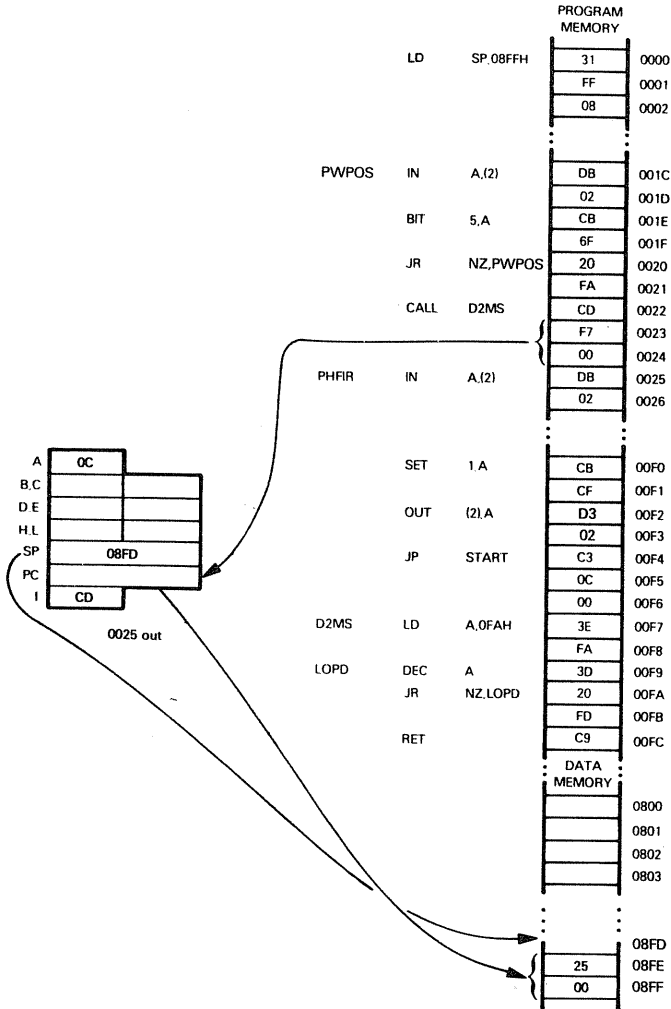 PROGRAM
MEMORY
LD SP,08FFH 31 0000
FF 0001
08 0002
PWPOS IN A,(2) DB 001C
02 001D
BIT 5,A CB 001E
6F 001F
JR NZ,PWPOS 20 0020
FA 0021
CALL D2MS CD 0022
F7 0023
00 0024
PHFIR IN A,(2) DB 0025
02 0026
SET 1,A CB 00F0
CF 00F1
OUT (2),A D3 00F2
02 00F3
JP START C3 00F4
0C 00F5
00 00F6
D2MS LD A,0FAH 3E 00F7
FA 00F8
LOPD DEC A 3D 00F9
JR NZ,LOPD 20 00FA
FD 00FB
RET C9 00FC
A 0C
B,C
D,E
H,L
SP 08FD
PC
I CD
0025 out
DATA
MEMORY
0800
0801
0802
0803
08FD
25 08FE
00 08FF